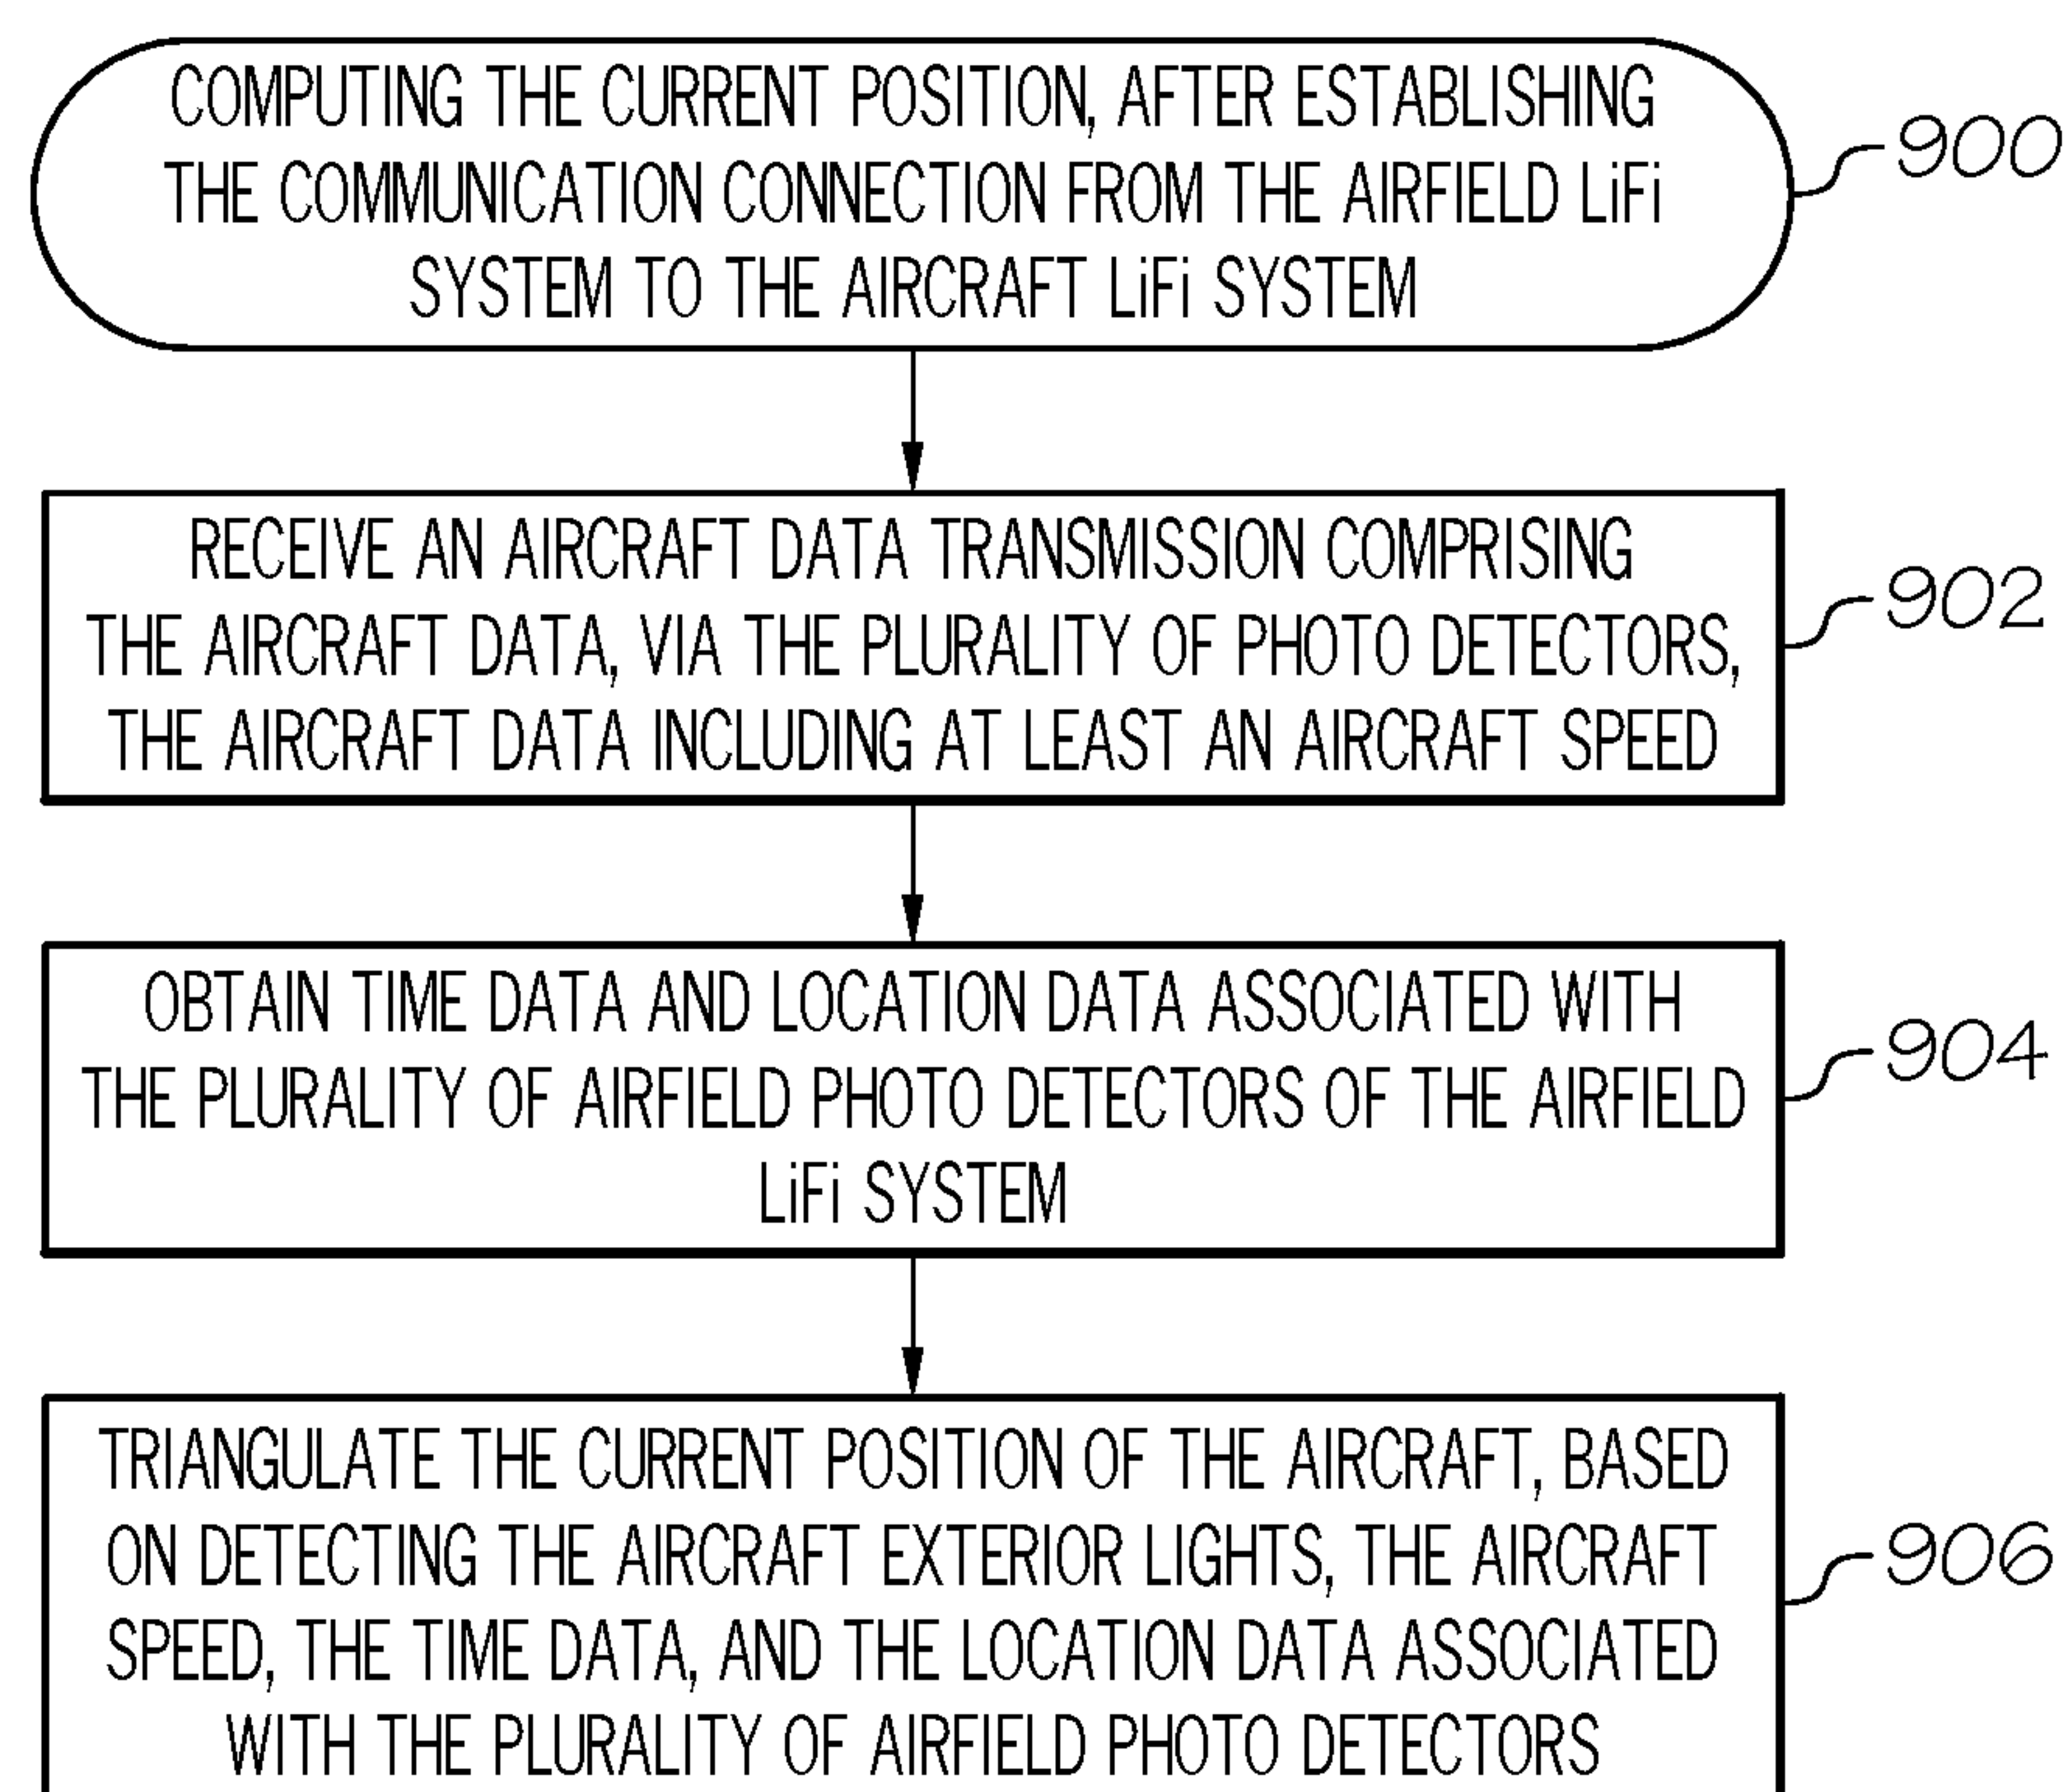 COMPUTING THE CURRENT POSITION, AFTER ESTABLISHING
THE COMMUNICATION CONNECTION FROM THE AIRFIELD LiFi
SYSTEM TO THE AIRCRAFT LiFi SYSTEM
900
RECEIVE AN AIRCRAFT DATA TRANSMISSION COMPRISING
THE AIRCRAFT DATA, VIA THE PLURALITY OF PHOTO DETECTORS,
THE AIRCRAFT DATA INCLUDING AT LEAST AN AIRCRAFT SPEED
902
OBTAIN TIME DATA AND LOCATION DATA ASSOCIATED WITH
THE PLURALITY OF AIRFIELD PHOTO DETECTORS OF THE AIRFIELD
LiFi SYSTEM
904
TRIANGULATE THE CURRENT POSITION OF THE AIRCRAFT, BASED
ON DETECTING THE AIRCRAFT EXTERIOR LIGHTS, THE AIRCRAFT
SPEED, THE TIME DATA, AND THE LOCATION DATA ASSOCIATED
WITH THE PLURALITY OF AIRFIELD PHOTO DETECTORS
906